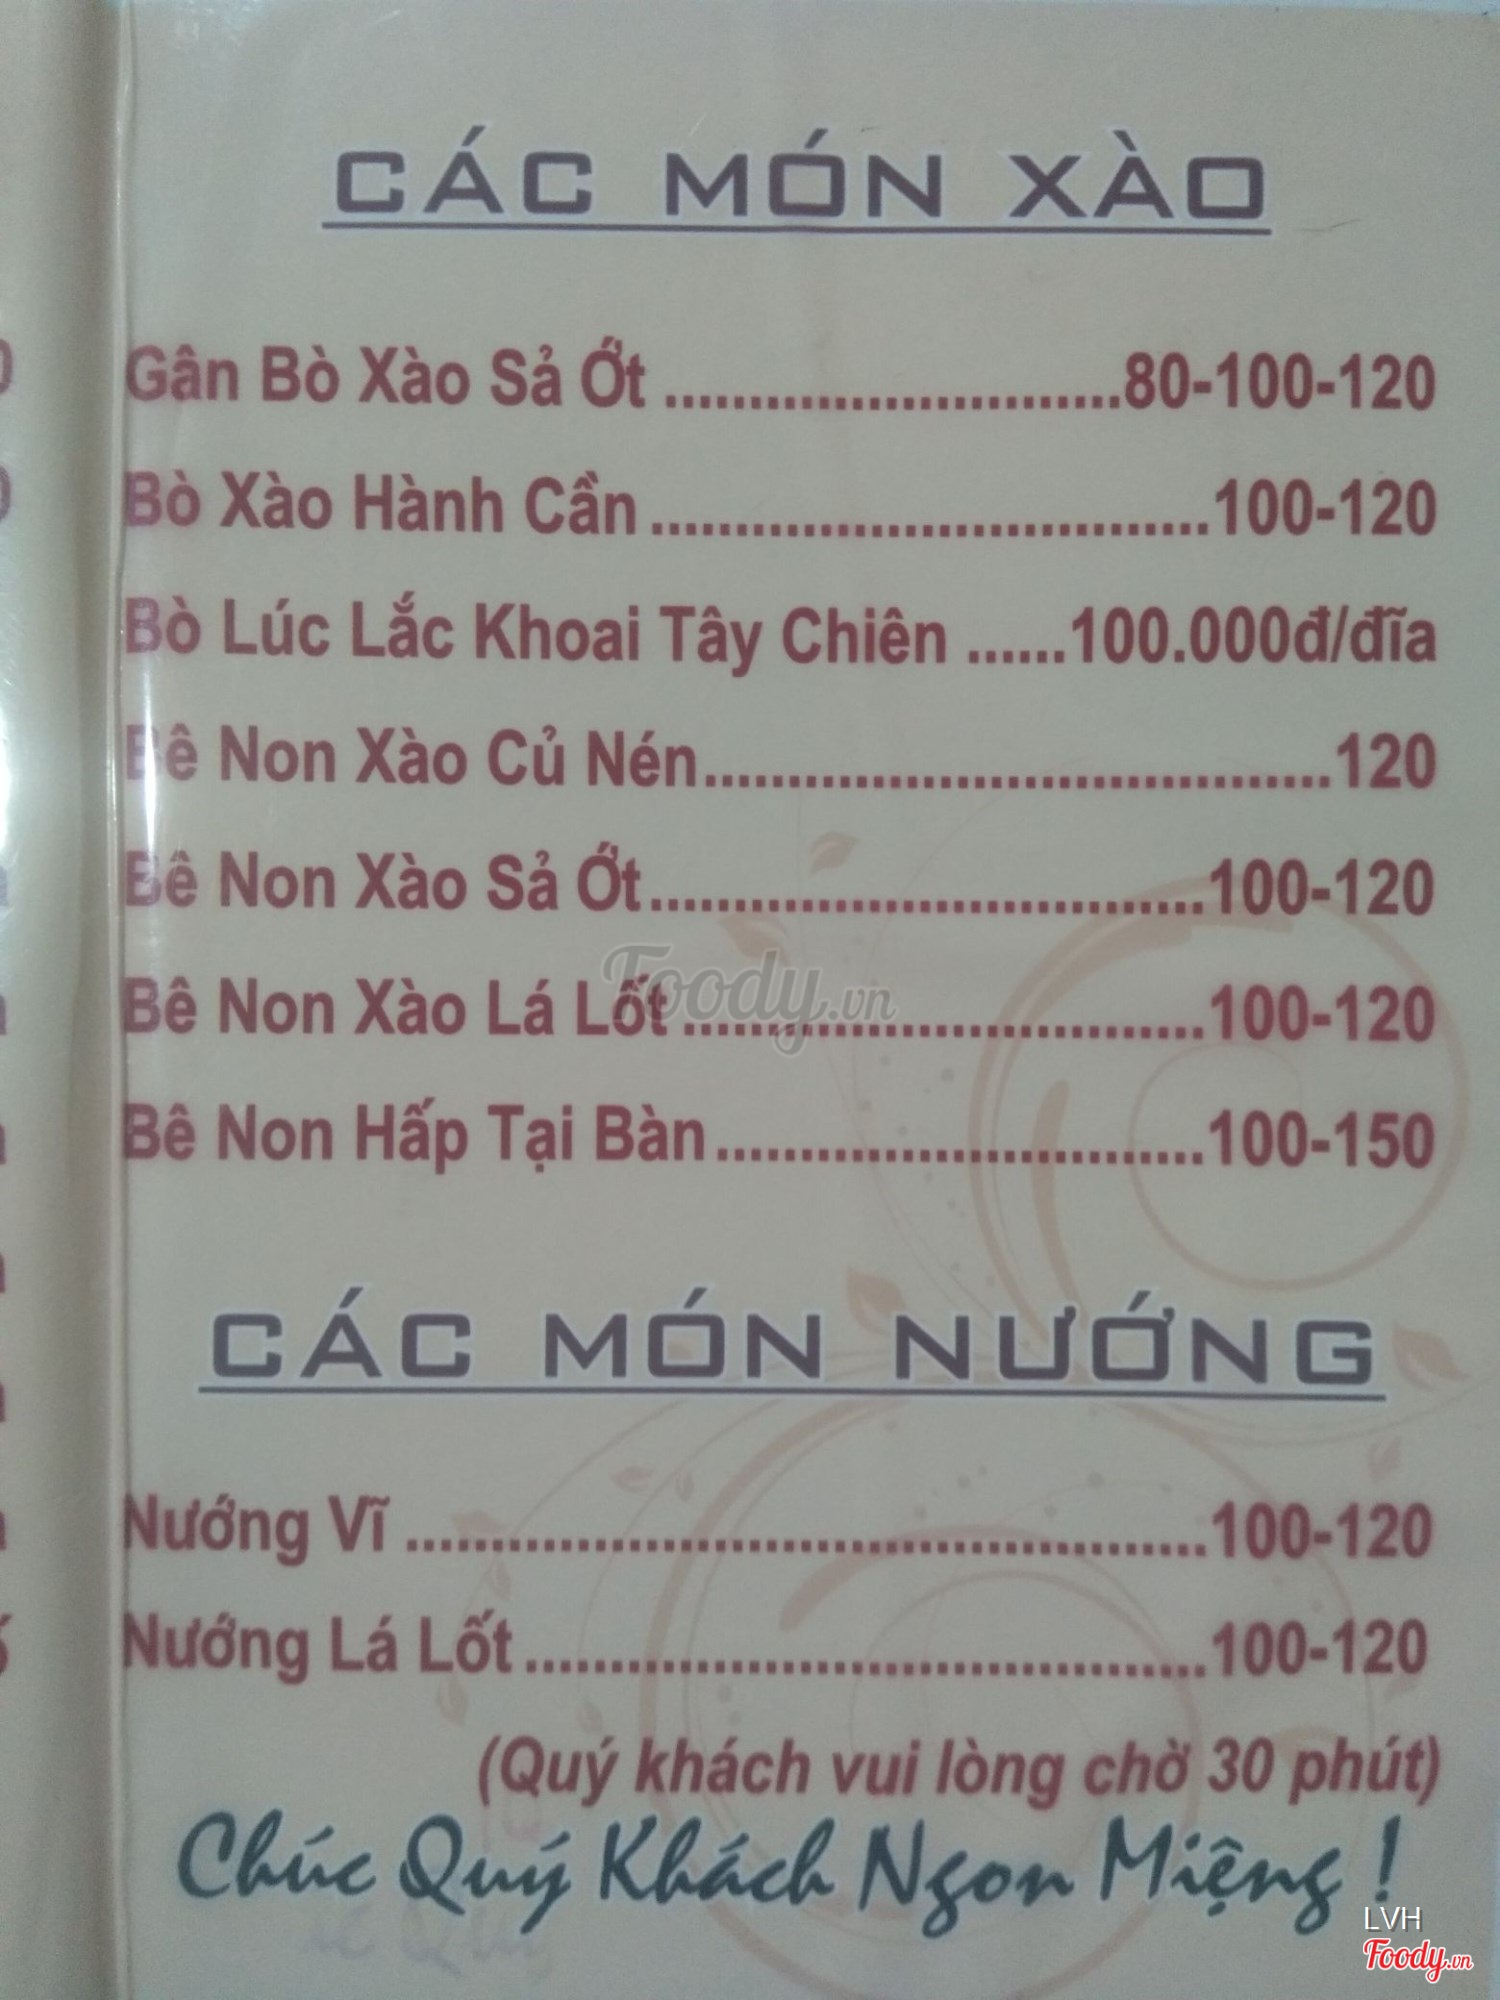 CÁC MÓN XÀO
Gân Bò Xào Sả Ớt ............................80-100-120
Bò Xào Hành Cần ..................................100-120
Bò Lúc Lắc Khoai Tây Chiên ......100.000đ/đĩa
Bê Non Xào Củ Nén......................................120
Bê Non Xào Sả Ớt..................................100-120
Bê Non Xào Lá Lốt ................................100-120
Bê Non Hấp Tại Bàn..............................100-150
Foody.vn
CÁC MÓN NƯỚNG
Nướng Vĩ .................................................100-120
Nướng Lá Lốt..........................................100-120
(Quý khách vui lòng chờ 30 phút)
Chúc Quý Khách Ngon Miệng !
LVH
Foody.vn